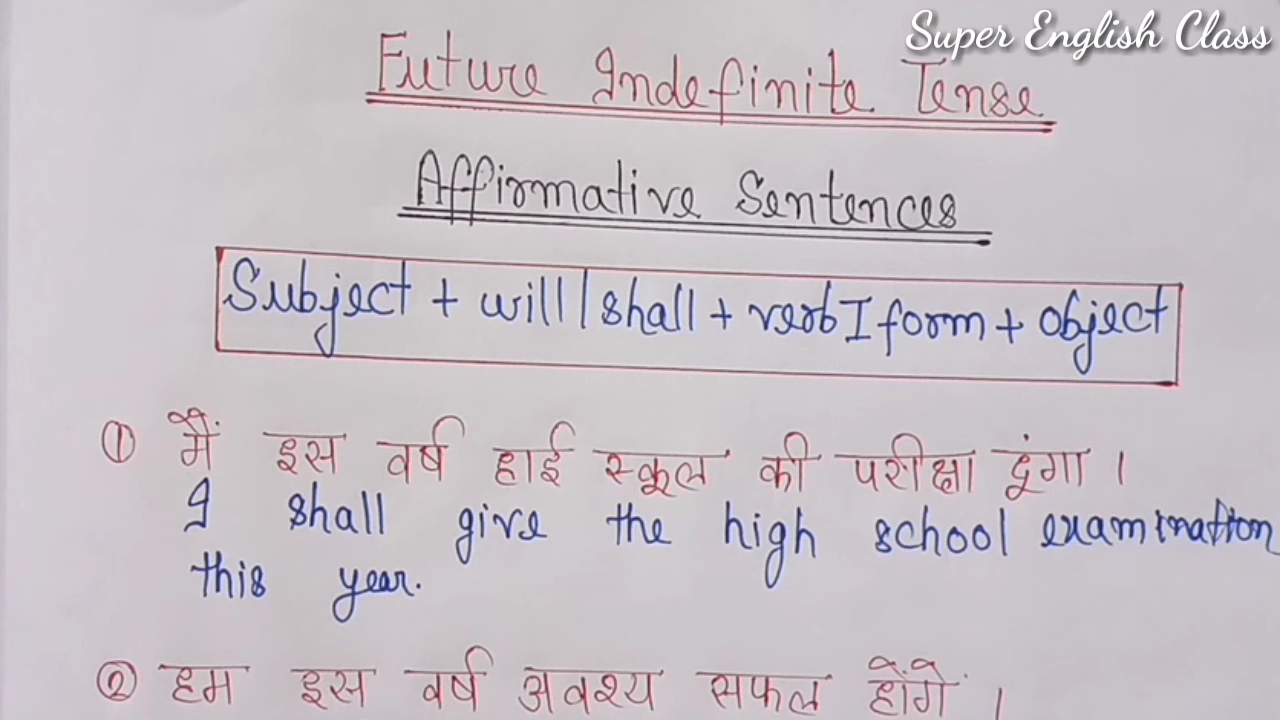 Super English Class
Future Indefinite Tense
Affirmative Sentences
Subject + will/shall + verb I form + object
① मैं इस वर्ष हाई स्कूल की परीक्षा दूंगा ।
I shall give the high school examination
this year.
② हम इस वर्ष अवश्य सफल होंगें ।